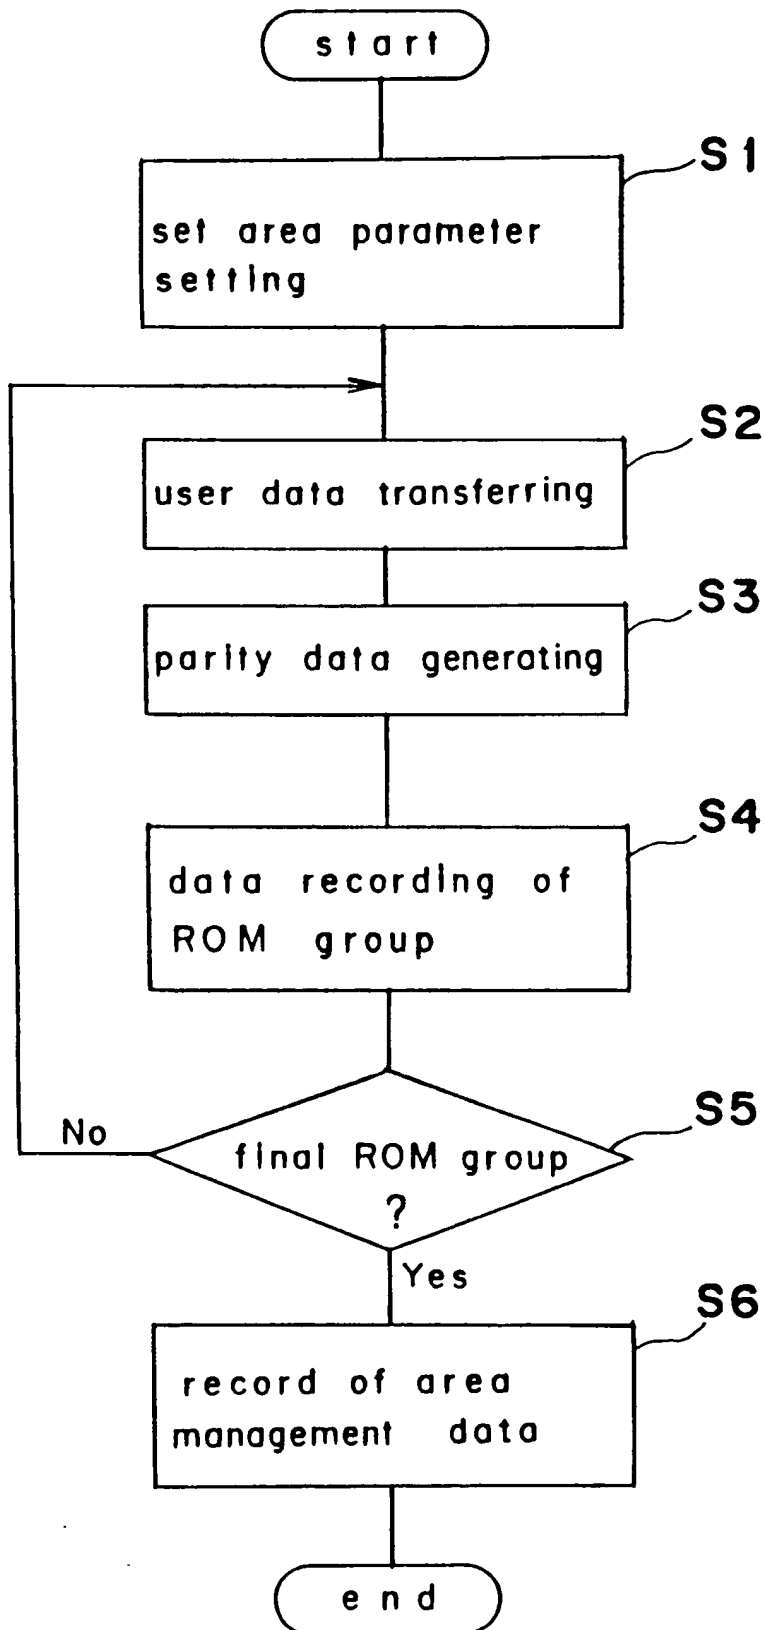 start
S1
set area parameter
setting
S2
user data transferring
S3
parity data generating
S4
data recording of
ROM group
S5
No
final ROM group
?
Yes
S6
record of area
management data
end